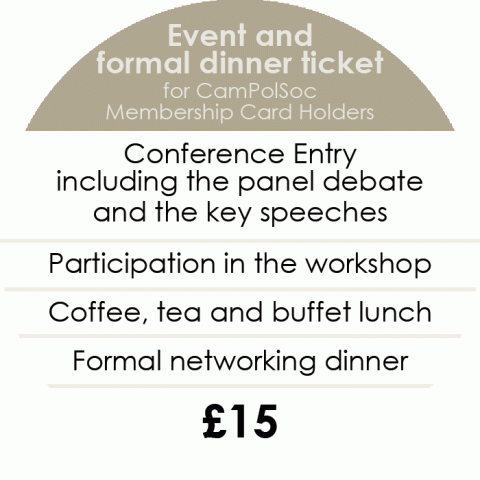 Event and
formal dinner ticket
for CamPolSoc
Membership Card Holders
Conference Entry
including the panel debate
and the key speeches
Participation in the workshop
Coffee, tea and buffet lunch
Formal networking dinner
£15